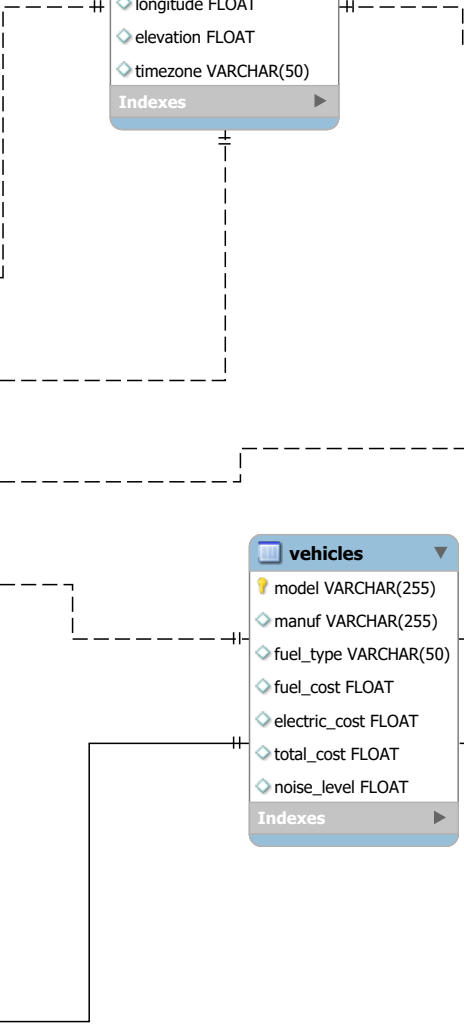 longitude FLOAT
elevation FLOAT
timezone VARCHAR(50)
Indexes
vehicles
model VARCHAR(255)
manuf VARCHAR(255)
fuel_type VARCHAR(50)
fuel_cost FLOAT
electric_cost FLOAT
total_cost FLOAT
noise_level FLOAT
Indexes